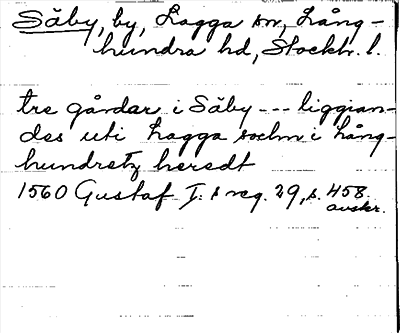 Säby, by, Lagga sn, Lång-
hundra hd, Stockh. l.
tre gårdar i Säby --- liggian-
des uti Lagga sochn i Lång-
hundretz heredt
1560 Gustaf I:s reg. 29, s. 458.
avskr.